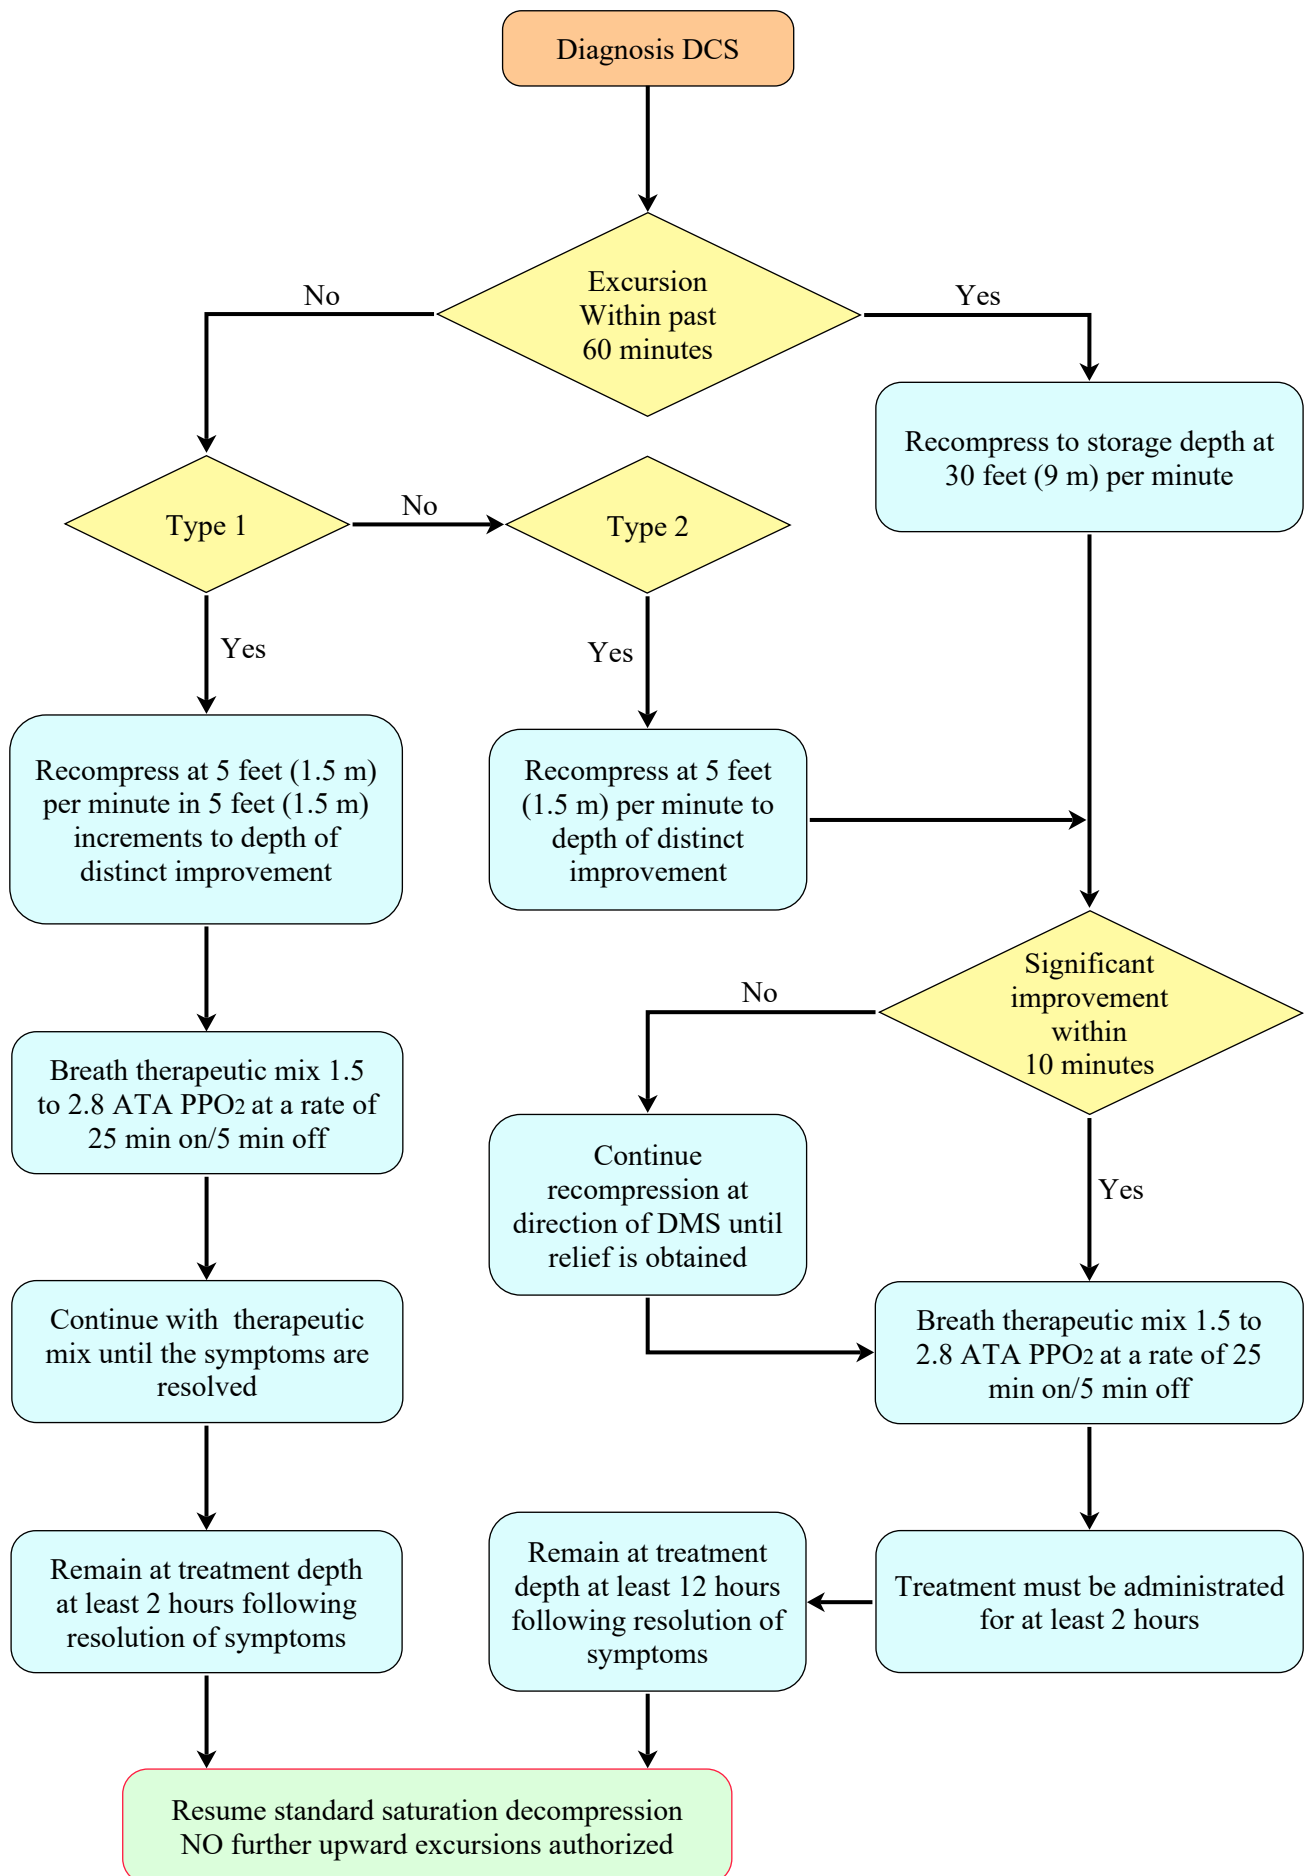 Diagnosis DCS
Excursion
Within past
60 minutes
No
Yes
Recompress to storage depth at
30 feet (9 m) per minute
Type 1
No
Type 2
Yes
Yes
Recompress at 5 feet (1.5 m)
per minute in 5 feet (1.5 m)
increments to depth of
distinct improvement
Recompress at 5 feet
(1.5 m) per minute to
depth of distinct
improvement
Significant
improvement
within
10 minutes
No
Yes
Breath therapeutic mix 1.5
to 2.8 ATA PPO2 at a rate of
25 min on/5 min off
Continue
recompression at
direction of DMS until
relief is obtained
Continue with therapeutic
mix until the symptoms are
resolved
Breath therapeutic mix 1.5 to
2.8 ATA PPO2 at a rate of 25
min on/5 min off
Remain at treatment depth
at least 2 hours following
resolution of symptoms
Remain at treatment
depth at least 12 hours
following resolution of
symptoms
Treatment must be administrated
for at least 2 hours
Resume standard saturation decompression
NO further upward excursions authorized